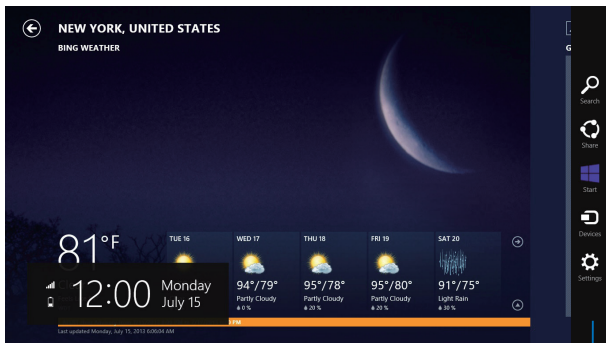 NEW YORK, UNITED STATES
BING WEATHER
G
Search
Share
Start
Devices
Settings
81°F
TUE 16
WED 17
94°/79°
Partly Cloudy
0 %
THU 18
95°/78°
Partly Cloudy
20 %
FRI 19
95°/80°
Partly Cloudy
20 %
SAT 20
91°/75°
Light Rain
30 %
12:00
Monday
July 15
PM
Last updated Monday, July 15, 2013 6:06:04 AM